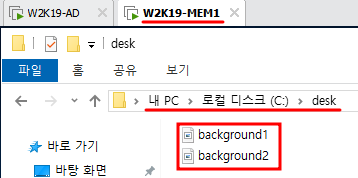 W2K19-AD W2K19-MEM1
desk
파일 홈 공유 보기
내 PC 로컬 디스크 (C:) desk
바로 가기
바탕 화면
background1
background2